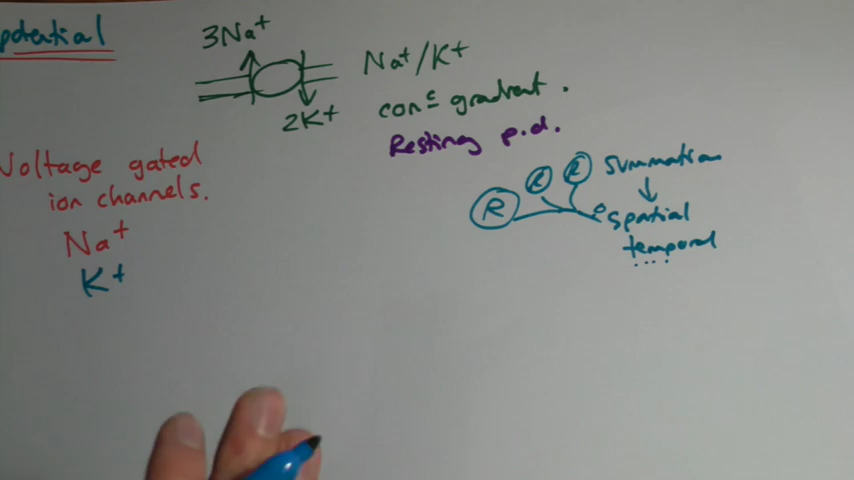 potential
3Na+
Na+/K+
2K+
conc gradient.
Resting p.d.
Voltage gated
ion channels.
Na+
K+
R R R
summation
spatial
temporal
....